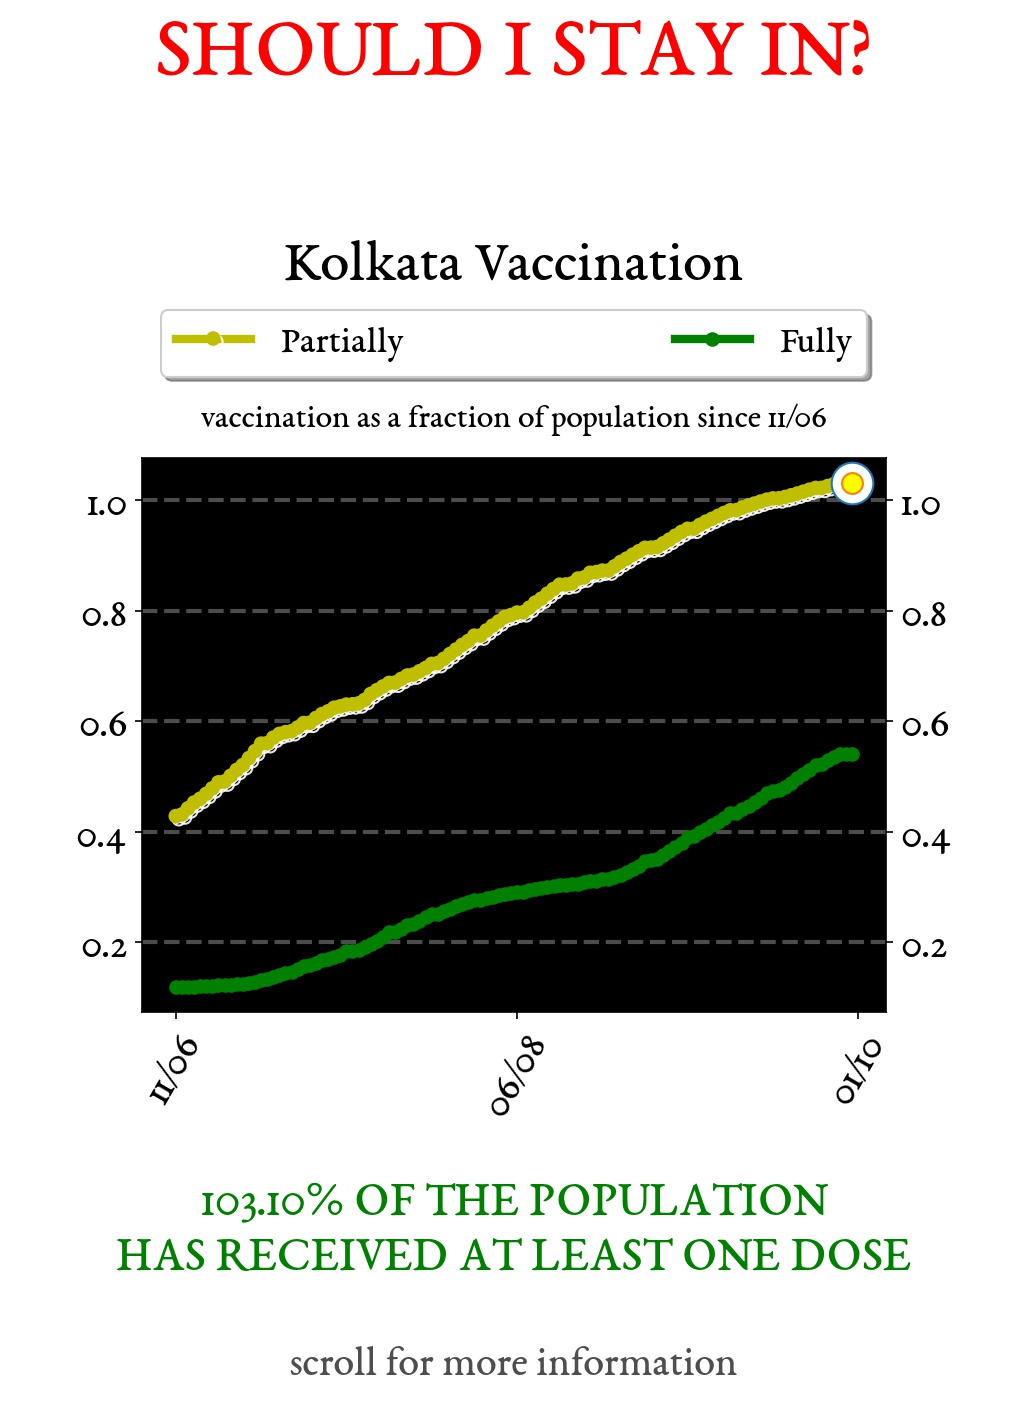 SHOULD I STAY IN?
Kolkata Vaccination
Partially Fully
vaccination as a fraction of population since 11/06
1.0 1.0
0.8 0.8
0.6 0.6
0.4 0.4
0.2 0.2
11/06 06/08 01/10
103.10% OF THE POPULATION
HAS RECEIVED AT LEAST ONE DOSE
scroll for more information